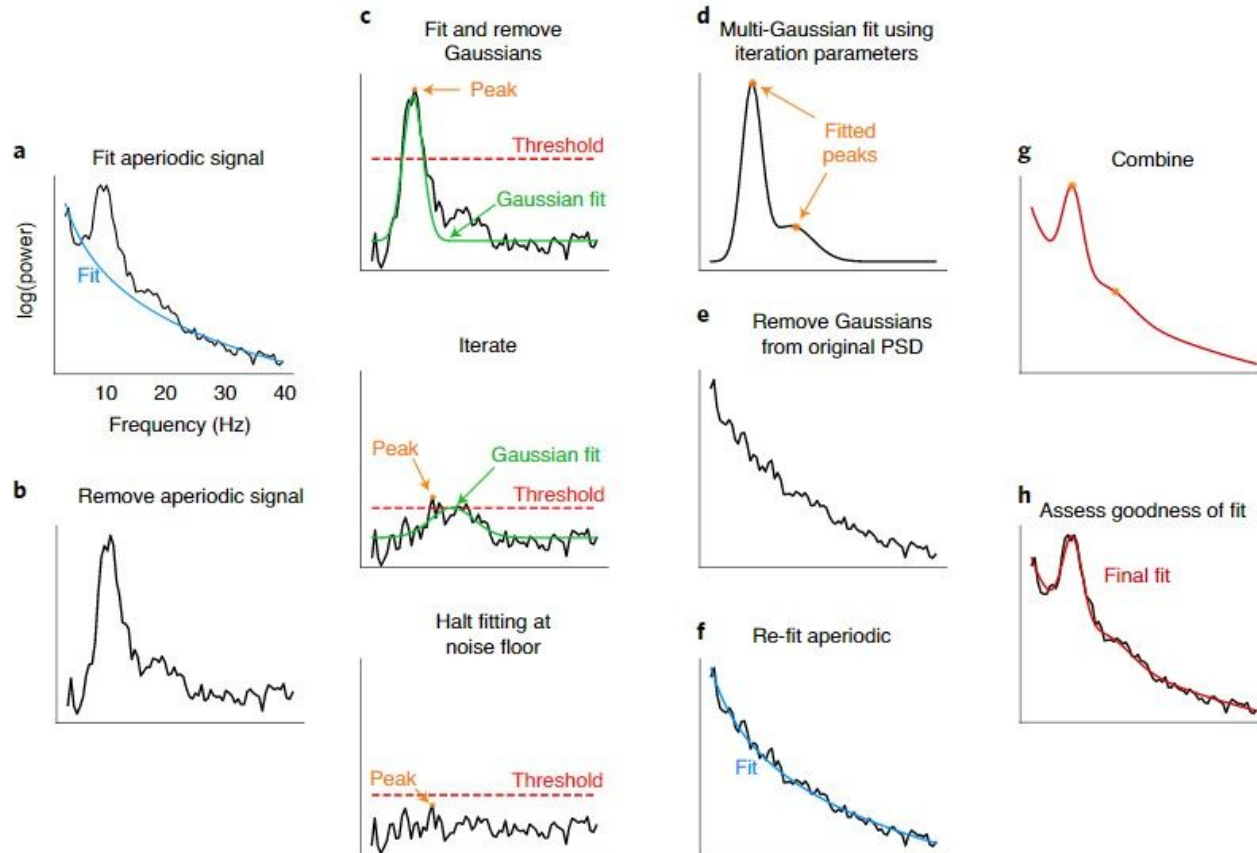 a
Fit aperiodic signal
log(power)
Fit
10 20 30 40
Frequency (Hz)
b
Remove aperiodic signal
c
Fit and remove
Gaussians
Peak
Threshold
Gaussian fit
Iterate
Peak
Gaussian fit
Threshold
Halt fitting at
noise floor
Peak
Threshold
d
Multi-Gaussian fit using
iteration parameters
Fitted
peaks
e
Remove Gaussians
from original PSD
f
Re-fit aperiodic
Fit
g
Combine
h
Assess goodness of fit
Final fit